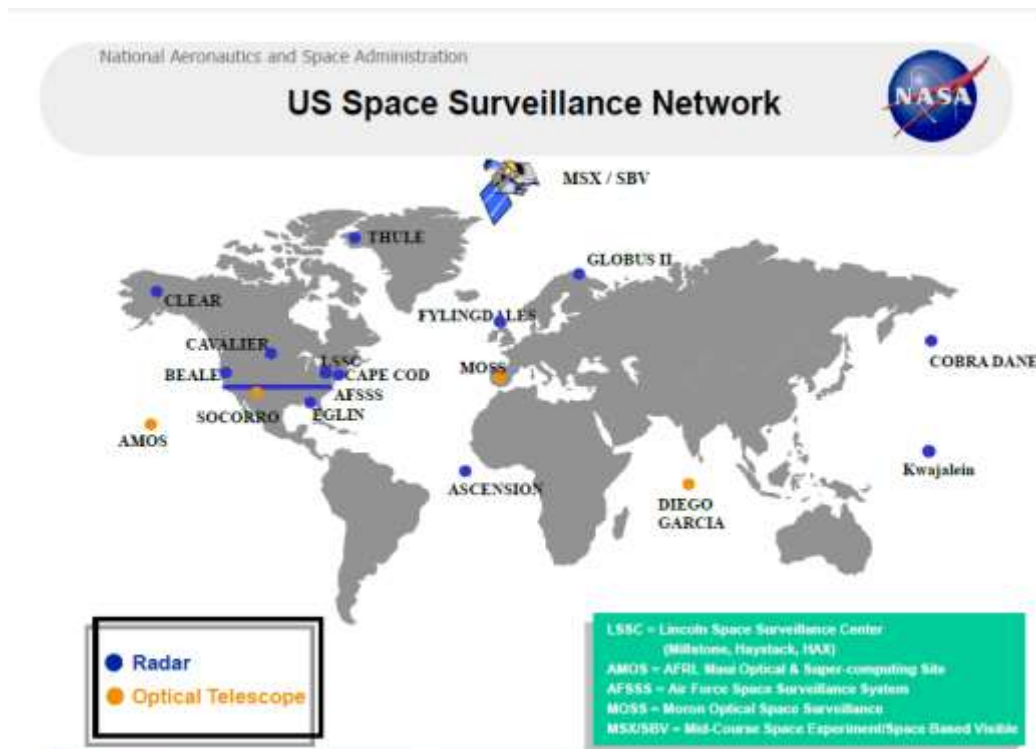 National Aeronautics and Space Administration
US Space Surveillance Network
NASA
MSX / SBV
THULE
GLOBUS II
CLEAR
FYLINGDALES
CAVALIER
COBRA DANE
LSSC
MOSS
BEALE
CAPE COD
AFSSS
SOCORRO
EGLIN
AMOS
Kwajalein
ASCENSION
DIEGO
GARCIA
Radar
Optical Telescope
LSSC = Lincoln Space Surveillance Center
(Millstone, Haystack, HAX)
AMOS = AFRL Maui Optical & Super-computing Site
AFSSS = Air Force Space Surveillance System
MOSS = Moron Optical Space Surveillance
MSX/SBV = Mid-Course Space Experiment/Space Based Visible